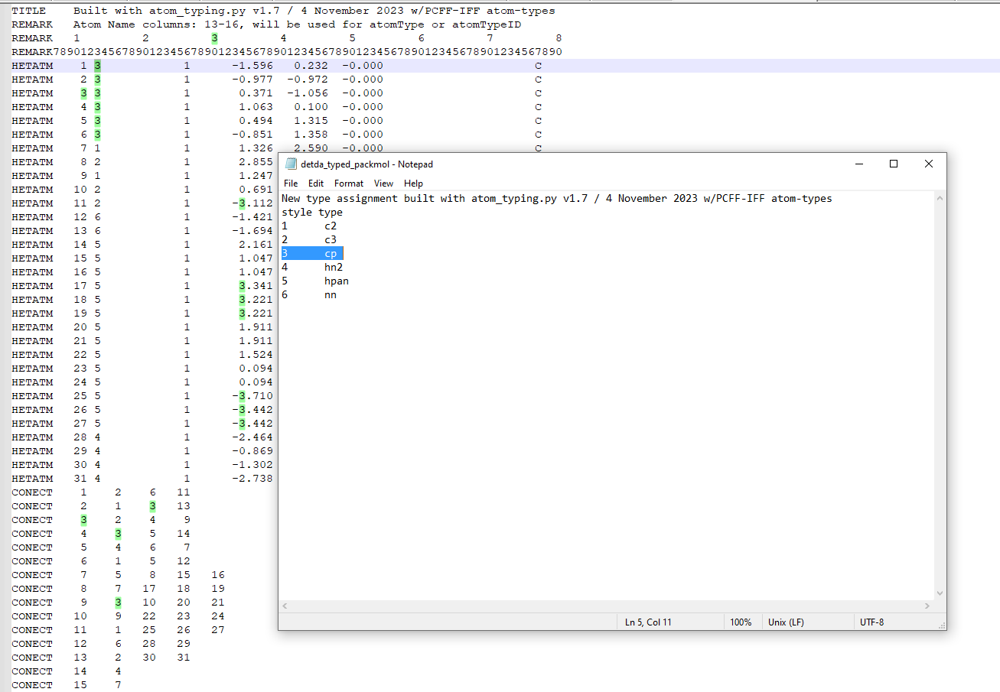 TITLE    Built with atom_typing.py v1.7 / 4 November 2023 w/PCFF-IFF atom-types
REMARK   Atom Name columns: 13-16, will be used for atomType or atomTypeID
REMARK   1         2         3         4         5         6         7         8
REMARK78901234567890123456789012345678901234567890123456789012345678901234567890
HETATM    1 3            1      -1.596   0.232  -0.000                      C
HETATM    2 3            1      -0.977  -0.972  -0.000                      C
HETATM    3 3            1       0.371  -1.056  -0.000                      C
HETATM    4 3            1       1.063   0.100  -0.000                      C
HETATM    5 3            1       0.494   1.315  -0.000                      C
HETATM    6 3            1      -0.851   1.358  -0.000                      C
HETATM    7 1            1       1.326   2.590  -0.000                      C
HETATM    8 2            1       2.855
HETATM    9 1            1       1.247
HETATM   10 2            1       0.691
HETATM   11 2            1      -3.112
HETATM   12 6            1      -1.421
HETATM   13 6            1      -1.694
HETATM   14 5            1       2.161
HETATM   15 5            1       1.047
HETATM   16 5            1       1.047
HETATM   17 5            1       3.341
HETATM   18 5            1       3.221
HETATM   19 5            1       3.221
HETATM   20 5            1       1.911
HETATM   21 5            1       1.911
HETATM   22 5            1       1.524
HETATM   23 5            1       0.094
HETATM   24 5            1       0.094
HETATM   25 5            1      -3.710
HETATM   26 5            1      -3.442
HETATM   27 5            1      -3.442
HETATM   28 4            1      -2.464
HETATM   29 4            1      -0.869
HETATM   30 4            1      -1.302
HETATM   31 4            1      -2.738
CONECT    1    2    6   11
CONECT    2    1    3   13
CONECT    3    2    4    9
CONECT    4    3    5   14
CONECT    5    4    6    7
CONECT    6    1    5   12
CONECT    7    5    8   15   16
CONECT    8    7   17   18   19
CONECT    9    3   10   20   21
CONECT   10    9   22   23   24
CONECT   11    1   25   26   27
CONECT   12    6   28   29
CONECT   13    2   30   31
CONECT   14    4
CONECT   15    7
detda_typed_packmol - Notepad
File Edit Format View Help
New type assignment built with atom_typing.py v1.7 / 4 November 2023 w/PCFF-IFF atom-types
style type
1      c2
2      c3
3      cp
4      hn2
5      hpan
6      nn
Ln 5, Col 11 100% Unix (LF) UTF-8